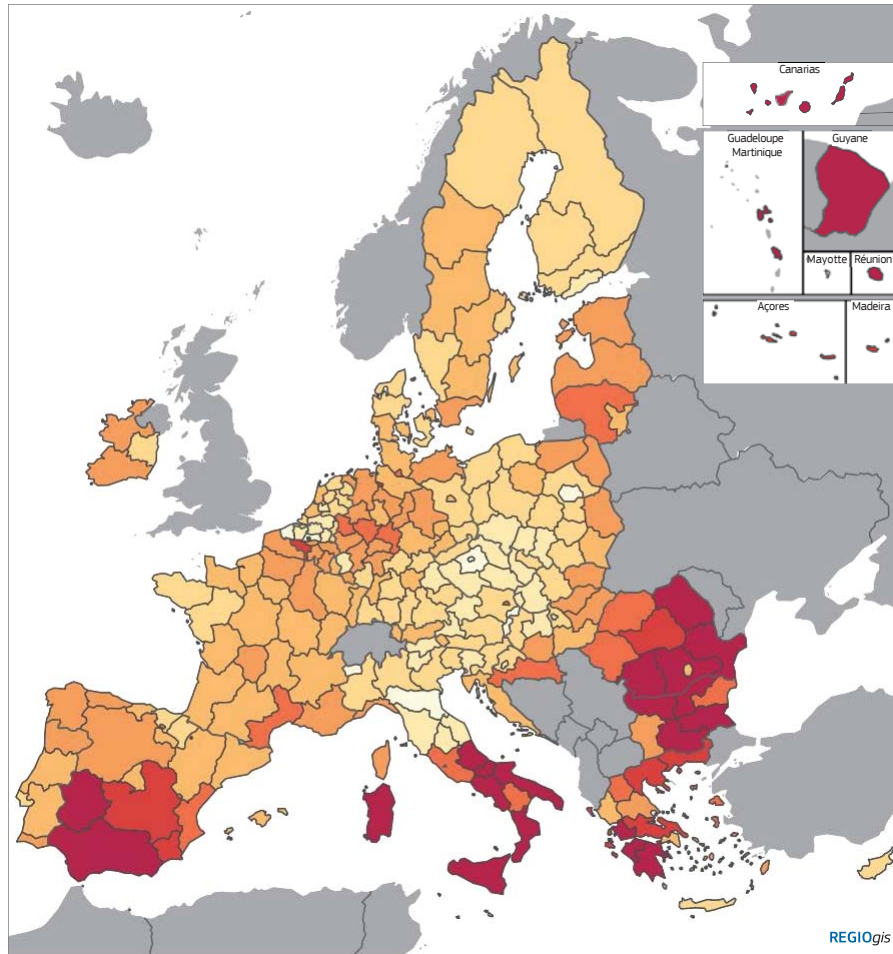 Canarias
Guadeloupe
Martinique
Guyane
Mayotte
Réunion
Açores
Madeira
REGIOgis